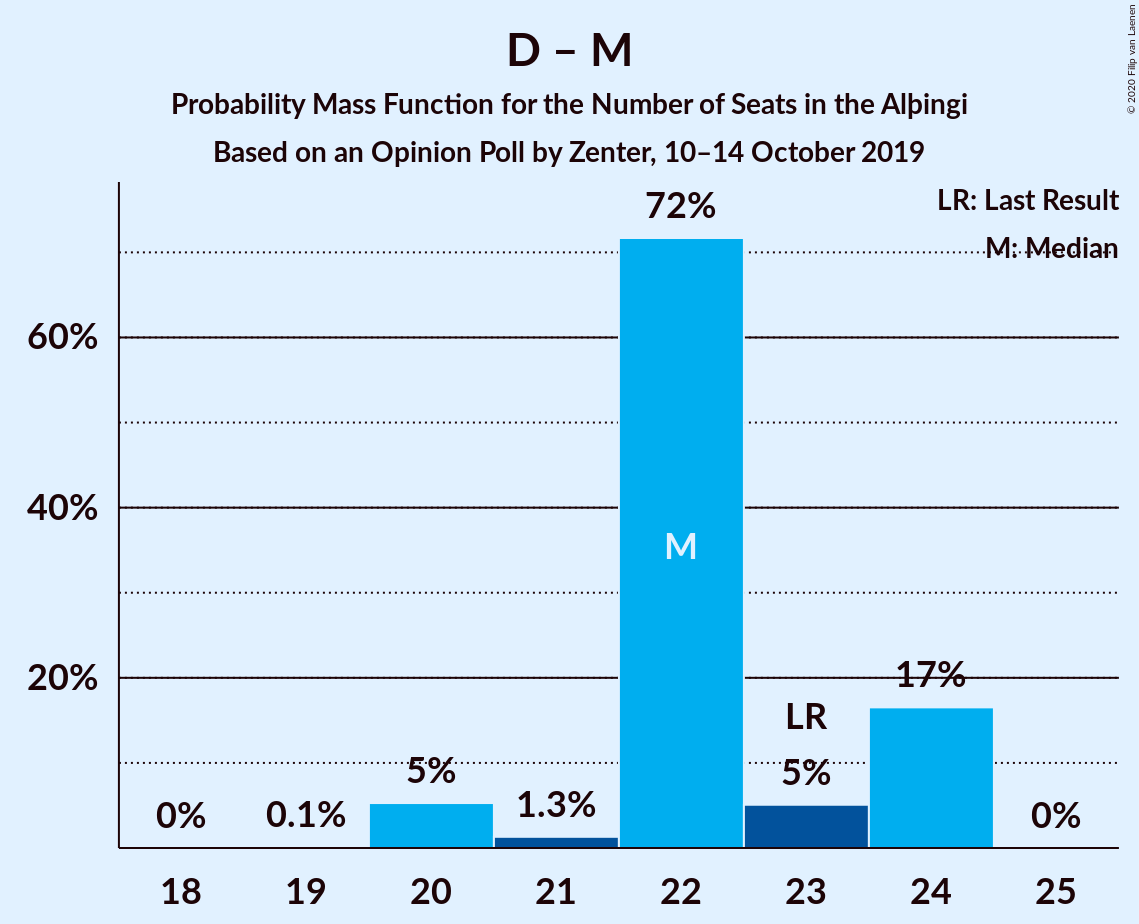 D – M
Probability Mass Function for the Number of Seats in the Alþingi
Based on an Opinion Poll by Zenter, 10–14 October 2019
© 2020 Filip van Laenen
LR: Last Result
M: Median
60%
40%
20%
0%
0.1%
5%
1.3%
72%
M
LR
5%
17%
0%
18
19
20
21
22
23
24
25